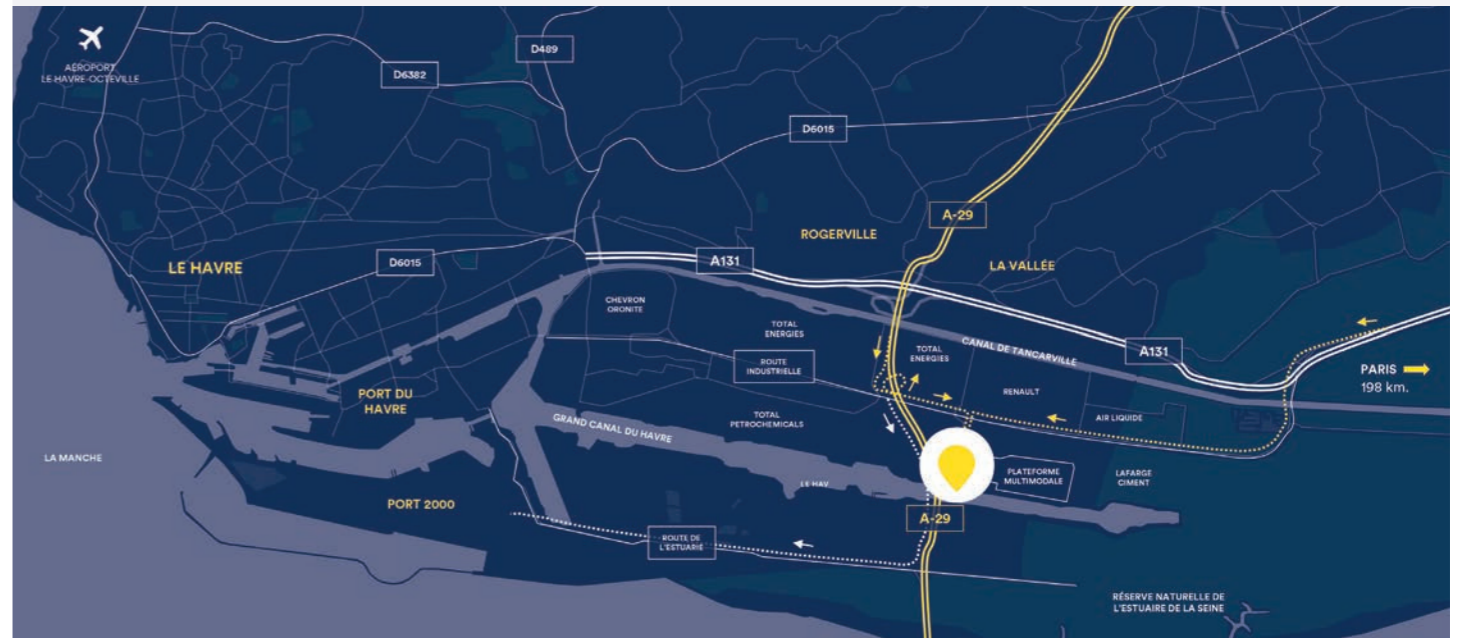 AÉROPORT
LE-HAVRE-OCTEVILLE
D6382
D489
D6015
A-29
ROGERVILLE
LA VALLÉE
LE HAVRE
D6015
A131
CHEVRON
ORONITE
TOTAL
ENERGIES
TOTAL
ENERGIES
CANAL DE TANCARVILLE
A131
PARIS
198 km.
ROUTE
INDUSTRIELLE
RENAULT
PORT DU
HAVRE
TOTAL
PETROCHEMICALS
AIR LIQUIDE
GRAND CANAL DU HAVRE
LA MANCHE
LE HAV
PLATEFORME
MULTIMODALE
LAFARGE
CIMENT
PORT 2000
A-29
ROUTE DE
L'ESTUARIE
RÉSERVE NATURELLE DE
L'ESTUAIRE DE LA SEINE